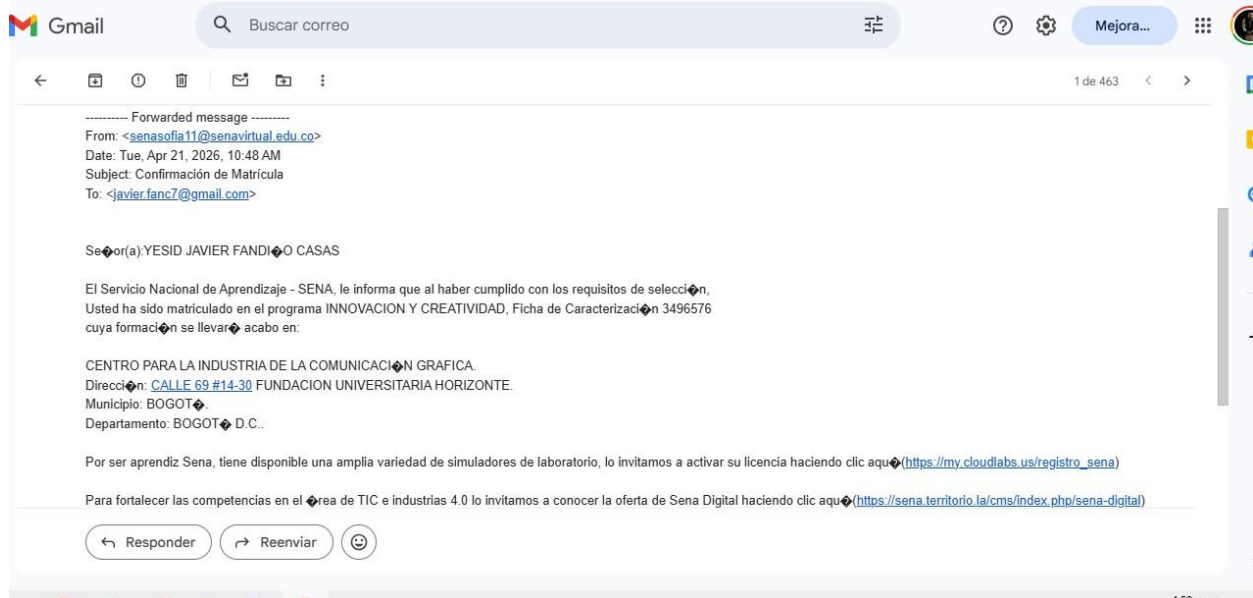 Gmail
Buscar correo
Mejora...
1 de 463
---------- Forwarded message ---------
From: <senasofia11@senavirtual.edu.co>
Date: Tue, Apr 21, 2026, 10:48 AM
Subject: Confirmación de Matrícula
To: <javier.fanc7@gmail.com>
Se�or(a):YESID JAVIER FANDI�O CASAS
El Servicio Nacional de Aprendizaje - SENA, le informa que al haber cumplido con los requisitos de selecci�n,
Usted ha sido matriculado en el programa INNOVACION Y CREATIVIDAD, Ficha de Caracterizaci�n 3496576
cuya formaci�n se llevar� acabo en:
CENTRO PARA LA INDUSTRIA DE LA COMUNICACI�N GRAFICA.
Direcci�n: CALLE 69 #14-30 FUNDACION UNIVERSITARIA HORIZONTE.
Municipio: BOGOT�.
Departamento: BOGOT� D.C..
Por ser aprendiz Sena, tiene disponible una amplia variedad de simuladores de laboratorio, lo invitamos a activar su licencia haciendo clic aqu�(https://my.cloudlabs.us/registro_sena)
Para fortalecer las competencias en el �rea de TIC e industrias 4.0 lo invitamos a conocer la oferta de Sena Digital haciendo clic aqu�(https://sena.territorio.la/cms/index.php/sena-digital)
Responder
Reenviar